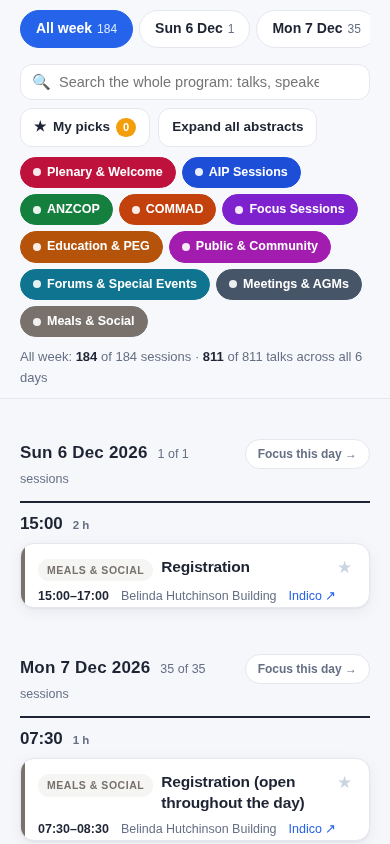 All week 184 Sun 6 Dec 1 Mon 7 Dec 35
Search the whole program: talks, speake
★ My picks 0 Expand all abstracts
Plenary & Welcome AIP Sessions
ANZCOP COMMAD Focus Sessions
Education & PEG Public & Community
Forums & Special Events Meetings & AGMs
Meals & Social
All week: 184 of 184 sessions · 811 of 811 talks across all 6
days
Sun 6 Dec 2026 1 of 1 Focus this day →
sessions
15:00 2 h
MEALS & SOCIAL Registration ★
15:00–17:00 Belinda Hutchinson Building Indico ↗
Mon 7 Dec 2026 35 of 35 Focus this day →
sessions
07:30 1 h
MEALS & SOCIAL Registration (open ★
throughout the day)
07:30–08:30 Belinda Hutchinson Building Indico ↗